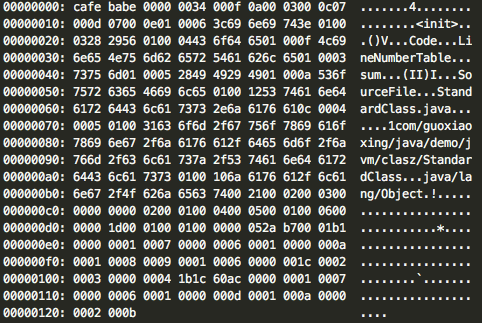 00000000: cafe babe 0000 0034 000f 0a00 0300 0c07 .......4........
00000010: 000d 0700 0e01 0006 3c69 6e69 743e 0100 ........<init>..
00000020: 0328 2956 0100 0443 6f64 6501 000f 4c69 .()V...Code...Li
00000030: 6e65 4e75 6d62 6572 5461 626c 6501 0003 neNumberTable...
00000040: 7375 6d01 0005 2849 4929 4901 000a 536f sum...(II)I...So
00000050: 7572 6365 4669 6c65 0100 1253 7461 6e64 urceFile...Stand
00000060: 6172 6443 6c61 7373 2e6a 6176 610c 0004 ardClass.java...
00000070: 0005 0100 3163 6f6d 2f67 756f 7869 616f ....1com/guoxiao
00000080: 7869 6e67 2f6a 6176 612f 6465 6d6f 2f6a xing/java/demo/j
00000090: 766d 2f63 6c61 737a 2f53 7461 6e64 6172 vm/clasz/Standar
000000a0: 6443 6c61 7373 0100 106a 6176 612f 6c61 dClass...java/la
000000b0: 6e67 2f4f 626a 6563 7400 2100 0200 0300 ng/Object.!.....
000000c0: 0000 0000 0200 0100 0400 0500 0100 0600 ................
000000d0: 0000 1d00 0100 0100 0000 052a b700 01b1 ...........*....
000000e0: 0000 0001 0007 0000 0006 0001 0000 000a ................
000000f0: 0001 0008 0009 0001 0006 0000 001c 0002 ................
00000100: 0003 0000 0004 1b1c 60ac 0000 0001 0007 ........`.......
00000110: 0000 0006 0001 0000 000d 0001 000a 0000 ................
00000120: 0002 000b ....